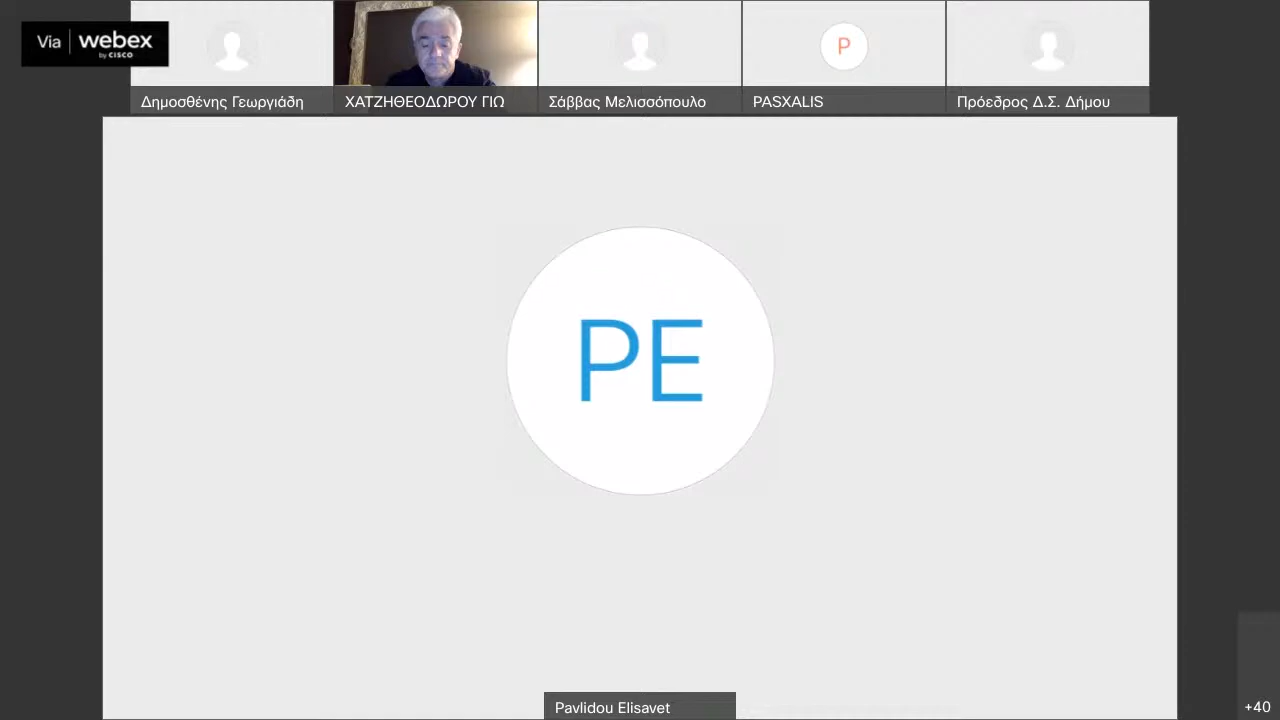 Via webex
by CISCO
Δημοσθένης Γεωργιάδη
ΧΑΤΖΗΘΕΟΔΩΡΟΥ ΓΙΩ
Σάββας Μελισσόπουλο
P
PASXALIS
Πρόεδρος Δ.Σ. Δήμου
PE
Pavlidou Elisavet
+40